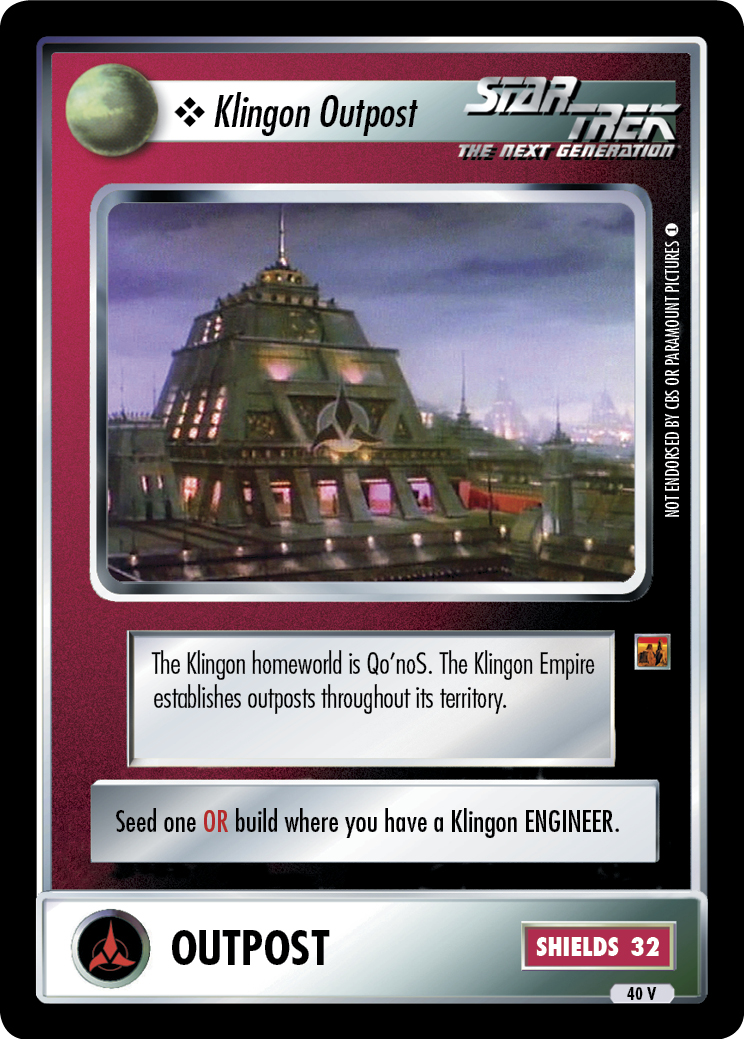 ❖ Klingon Outpost
STAR TREK
THE NEXT GENERATION
NOT ENDORSED BY CBS OR PARAMOUNT PICTURES 1
The Klingon homeworld is Qo’noS. The Klingon Empire
establishes outposts throughout its territory.
Seed one OR build where you have a Klingon ENGINEER.
OUTPOST
SHIELDS 32
40 V